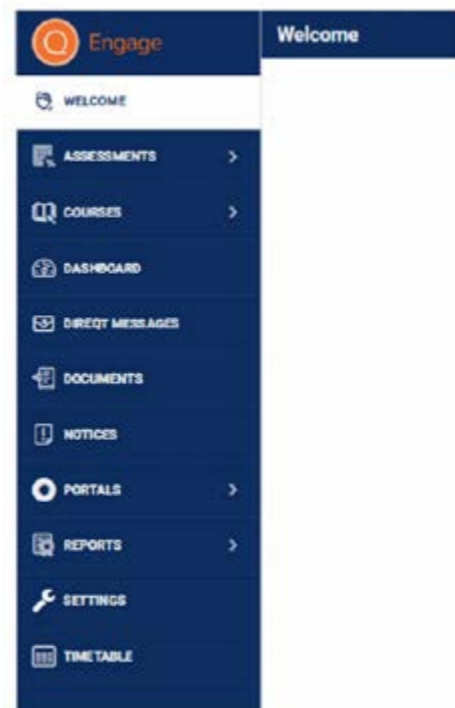 Engage
Welcome
WELCOME
ASSESSMENTS
COURSES
DASHBOARD
DIREQT MESSAGES
DOCUMENTS
NOTICES
PORTALS
REPORTS
SETTINGS
TIMETABLE